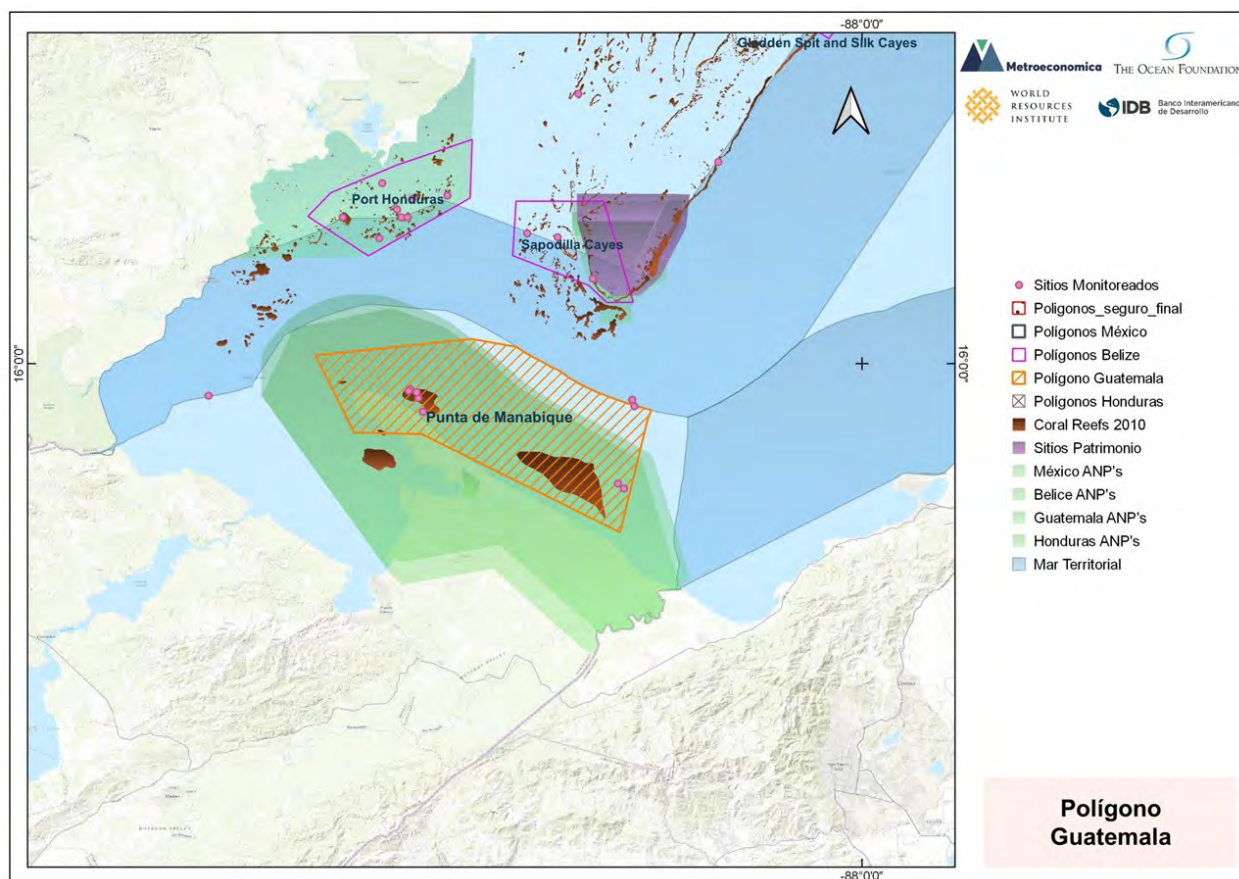 -88°0'0"
Gladden Spit and Silk Cayes
Port Honduras
Sapodilla Cayes
Punta de Manabique
16°0'0"
16°0'0"
-88°0'0"
Metroeconomica
THE OCEAN FOUNDATION
WORLD
RESOURCES
INSTITUTE
IDB
Banco Interamericano
de Desarrollo
Sitios Monitoreados
Poligonos_seguro_final
Polígonos México
Polígonos Belize
Polígono Guatemala
Polígonos Honduras
Coral Reefs 2010
Sitios Patrimonio
México ANP's
Belice ANP's
Guatemala ANP's
Honduras ANP's
Mar Territorial
Polígono
Guatemala